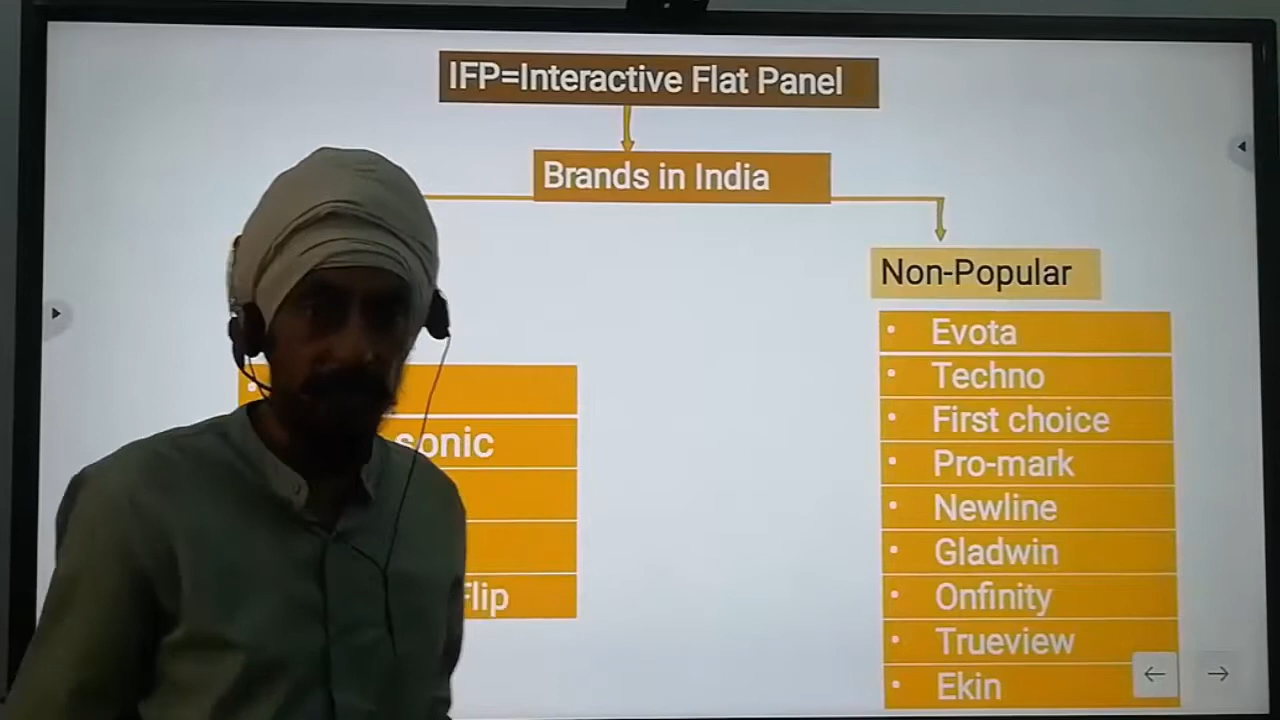 IFP=Interactive Flat Panel
Brands in India
Non-Popular
• Evota
• Techno
• First choice
• Pro-mark
• Newline
• Gladwin
• Onfinity
• Trueview
• Ekin
sonic
Flip